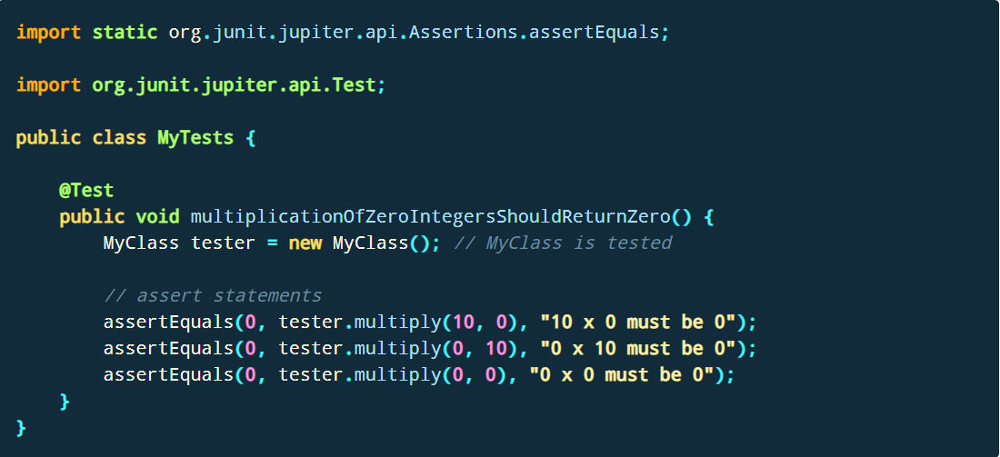 import static org.junit.jupiter.api.Assertions.assertEquals;
import org.junit.jupiter.api.Test;
public class MyTests {
@Test
public void multiplicationOfZeroIntegersShouldReturnZero() {
MyClass tester = new MyClass(); // MyClass is tested
// assert statements
assertEquals(0, tester.multiply(10, 0), "10 x 0 must be 0");
assertEquals(0, tester.multiply(0, 10), "0 x 10 must be 0");
assertEquals(0, tester.multiply(0, 0), "0 x 0 must be 0");
}
}